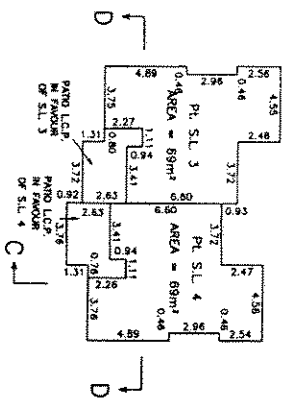 D
4.89
0.46
2.96
0.46
2.56
4.55
2.48
3.72
Pt. S.L. 3
AREA = 69m²
3.75
2.27
1.11
0.94
3.41
0.80
1.31
3.72
PATIO L.C.P.
IN FAVOUR
OF S.L. 3
0.92
2.63
6.60
0.93
6.60
3.72
Pt. S.L. 4
AREA = 69m²
2.47
4.56
2.54
0.46
2.96
0.46
4.89
3.76
2.26
0.76
1.11
0.94
3.41
2.63
1.31
3.76
PATIO L.C.P.
IN FAVOUR
OF S.L. 4
C
D